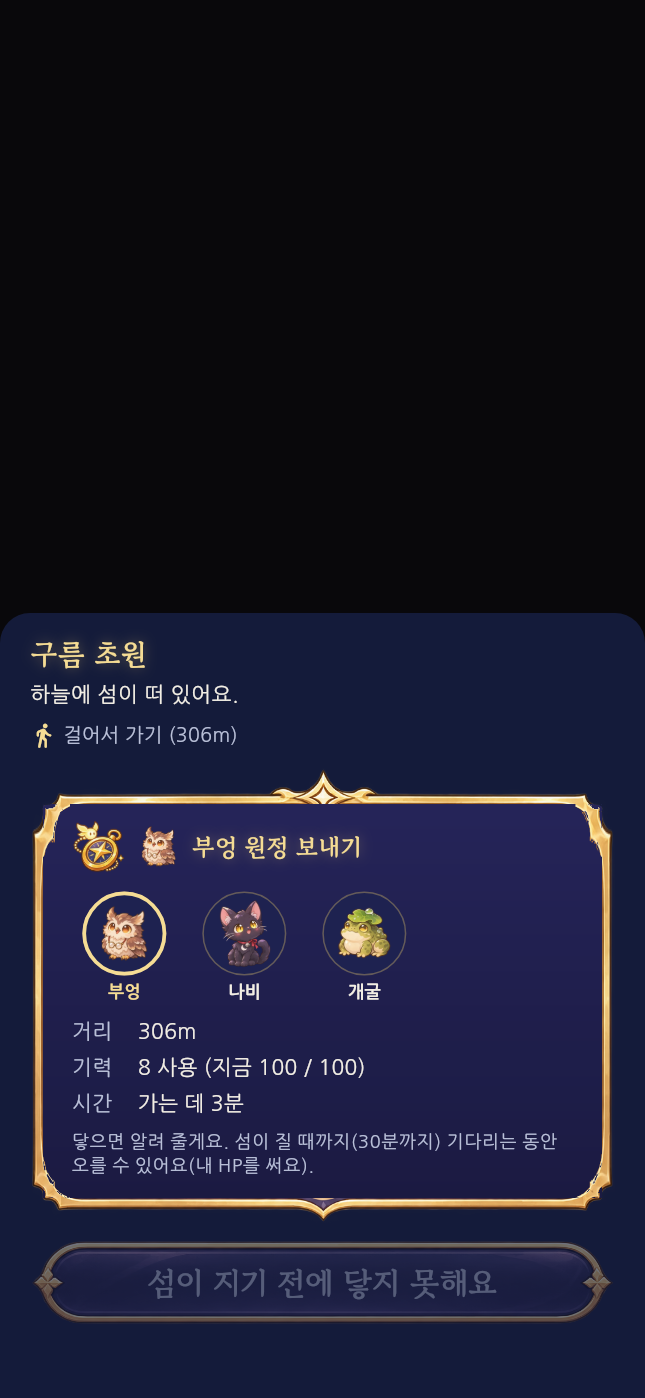 구름 초원
하늘에 섬이 떠 있어요.
걸어서 가기 (306m)
부엉 원정 보내기
부엉 나비 개굴
거리 306m
기력 8 사용 (지금 100 / 100)
시간 가는 데 3분
닿으면 알려 줄게요. 섬이 질 때까지(30분까지) 기다리는 동안
오를 수 있어요(내 HP를 써요).
섬이 지기 전에 닿지 못해요